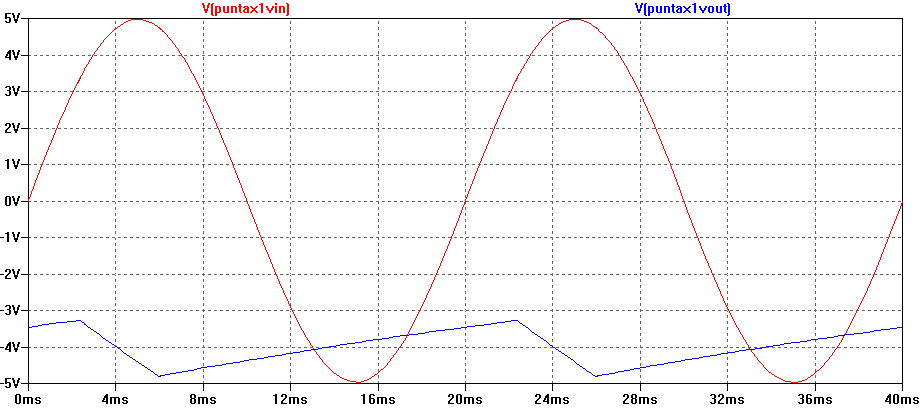 V(puntax1vin) V(puntax1vout)
5V
4V
3V
2V
1V
0V
-1V
-2V
-3V
-4V
-5V
0ms 4ms 8ms 12ms 16ms 20ms 24ms 28ms 32ms 36ms 40ms